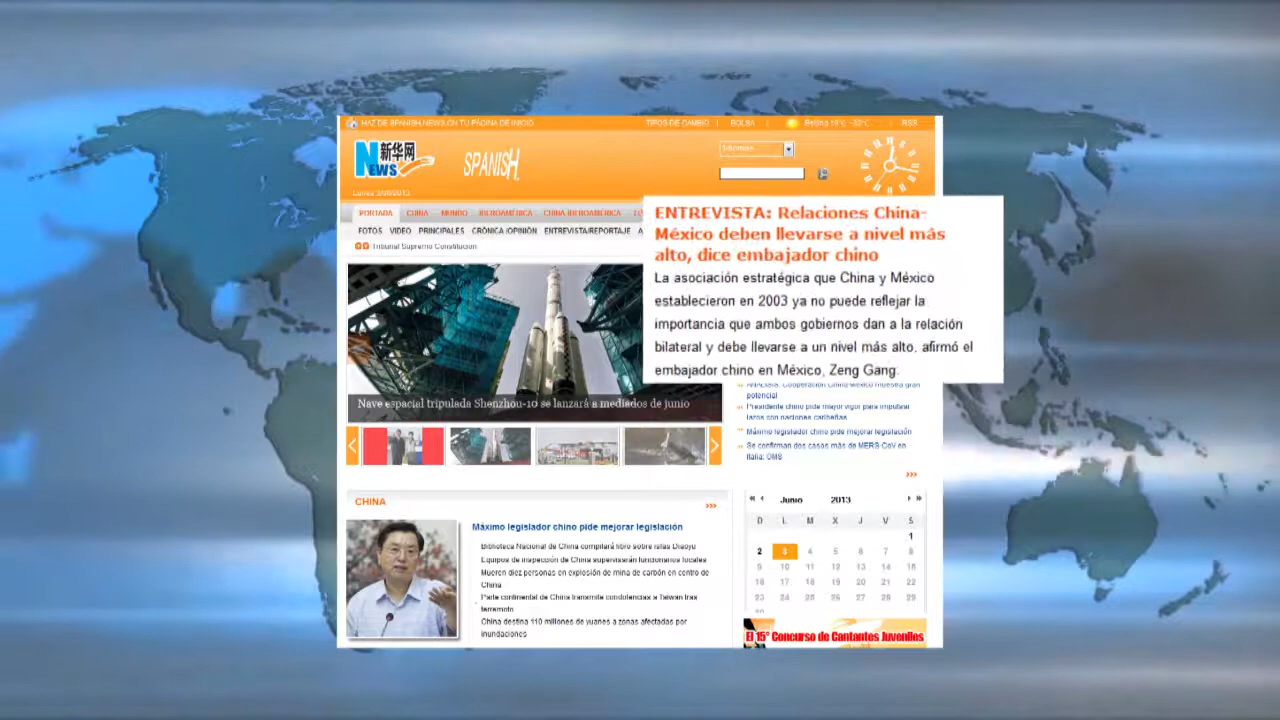 HAZ DE SPANISH.NEWS.CN TU PÁGINA DE INICIO
TIPOS DE CAMBIO | BOLSA |
RSS
NEWS 新华网
SPANISH
PORTADA CHINA MUNDO IBEROAMÉRICA CHINA-IBEROAMÉRICA
FOTOS VIDEO PRINCIPALES CRÓNICA /OPINIÓN ENTREVISTA/REPORTAJE A
Tribunal Supremo Constitucion
ENTREVISTA: Relaciones China-
México deben llevarse a nivel más
alto, dice embajador chino
La asociación estratégica que China y México
establecieron en 2003 ya no puede reflejar la
importancia que ambos gobiernos dan a la relación
bilateral y debe llevarse a un nivel más alto, afirmó el
embajador chino en México, Zeng Gang.
Nave espacial tripulada Shenzhou-10 se lanzará a mediados de junio
ANÁLISIS: Cooperación China-México muestra gran
potencial
Presidente chino pide mayor vigor para impulsar
lazos con naciones caribeñas
Máximo legislador chino pide mejorar legislación
Se confirman dos casos más de MERS-CoV en
Italia: OMS
CHINA
Máximo legislador chino pide mejorar legislación
Biblioteca Nacional de China compilará libro sobre islas Diaoyu
Equipos de inspección de China supervisarán funcionarios locales
Mueren diez personas en explosión de mina de carbón en centro de
China
Parte continental de China transmite condolencias a Taiwan tras
terremoto
China destina 110 millones de yuanes a zonas afectadas por
inundaciones
Junio 2013
D L M X J V S
1
2 3 4 5 6 7 8
9 10 11 12 13 14 15
16 17 18 19 20 21 22
23 24 25 26 27 28 29
30
El 15° Concurso de Cantantes Juveniles